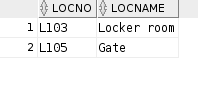 LOCNO LOCNAME
1 L103 Locker room
2 L105 Gate